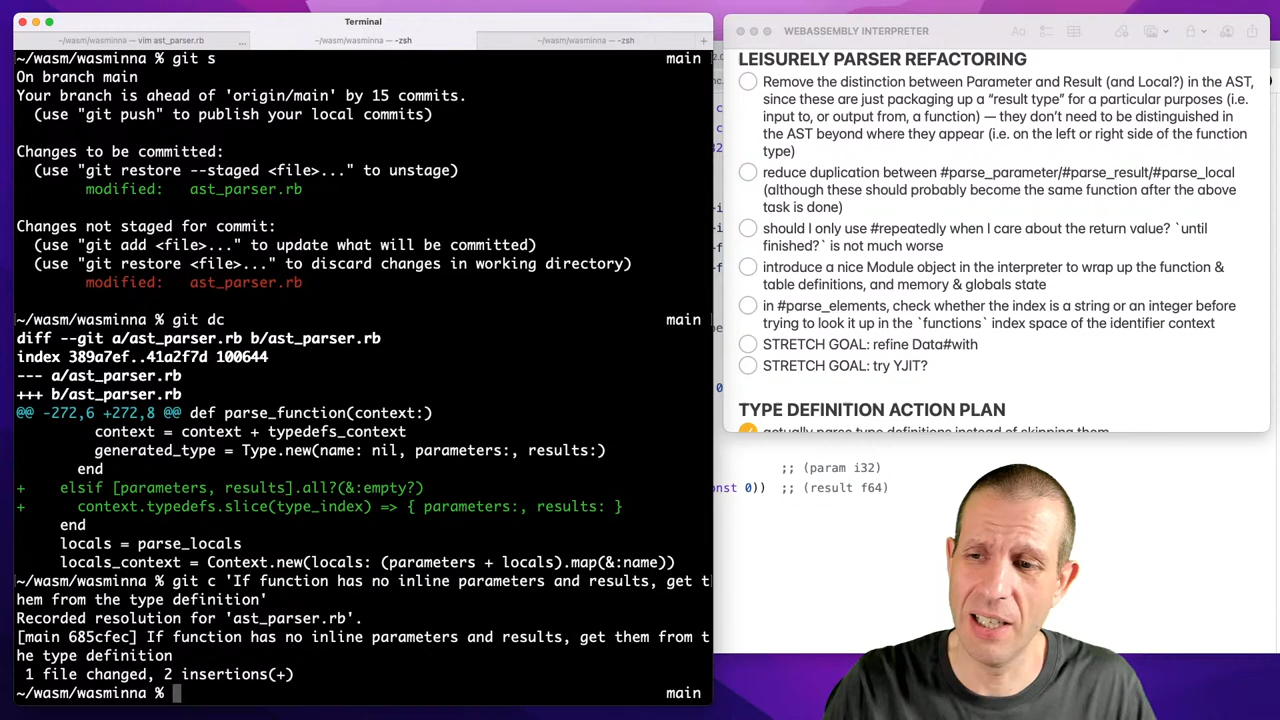 Terminal
~/wasm/wasminna — vim ast_parser.rb ...
~/wasm/wasminna — -zsh
~/wasm/wasminna — -zsh
+
~/wasm/wasminna % git s main
On branch main
Your branch is ahead of 'origin/main' by 15 commits.
(use "git push" to publish your local commits)
Changes to be committed:
(use "git restore --staged <file>..." to unstage)
modified: ast_parser.rb
Changes not staged for commit:
(use "git add <file>..." to update what will be committed)
(use "git restore <file>..." to discard changes in working directory)
modified: ast_parser.rb
~/wasm/wasminna % git dc main
diff --git a/ast_parser.rb b/ast_parser.rb
index 389a7ef..41a2f7d 100644
--- a/ast_parser.rb
+++ b/ast_parser.rb
@@ -272,6 +272,8 @@ def parse_function(context:)
context = context + typedefs_context
generated_type = Type.new(name: nil, parameters:, results:)
end
+ elsif [parameters, results].all?(&:empty?)
+ context.typedefs.slice(type_index) => { parameters:, results: }
end
locals = parse_locals
locals_context = Context.new(locals: (parameters + locals).map(&:name))
~/wasm/wasminna % git c 'If function has no inline parameters and results, get t
hem from the type definition'
Recorded resolution for 'ast_parser.rb'.
[main 685cfec] If function has no inline parameters and results, get them from t
he type definition
1 file changed, 2 insertions(+)
~/wasm/wasminna % main
WEBASSEMBLY INTERPRETER
Aa
LEISURELY PARSER REFACTORING
Remove the distinction between Parameter and Result (and Local?) in the AST,
since these are just packaging up a “result type” for a particular purposes (i.e.
input to, or output from, a function) — they don’t need to be distinguished in
the AST beyond where they appear (i.e. on the left or right side of the function
type)
reduce duplication between #parse_parameter/#parse_result/#parse_local
(although these should probably become the same function after the above
task is done)
should I only use #repeatedly when I care about the return value? `until
finished?` is not much worse
introduce a nice Module object in the interpreter to wrap up the function &
table definitions, and memory & globals state
in #parse_elements, check whether the index is a string or an integer before
trying to look it up in the `functions` index space of the identifier context
STRETCH GOAL: refine Data#with
STRETCH GOAL: try YJIT?
TYPE DEFINITION ACTION PLAN
actually parse type definitions instead of skipping them
;; (param i32)
onst 0)) ;; (result f64)